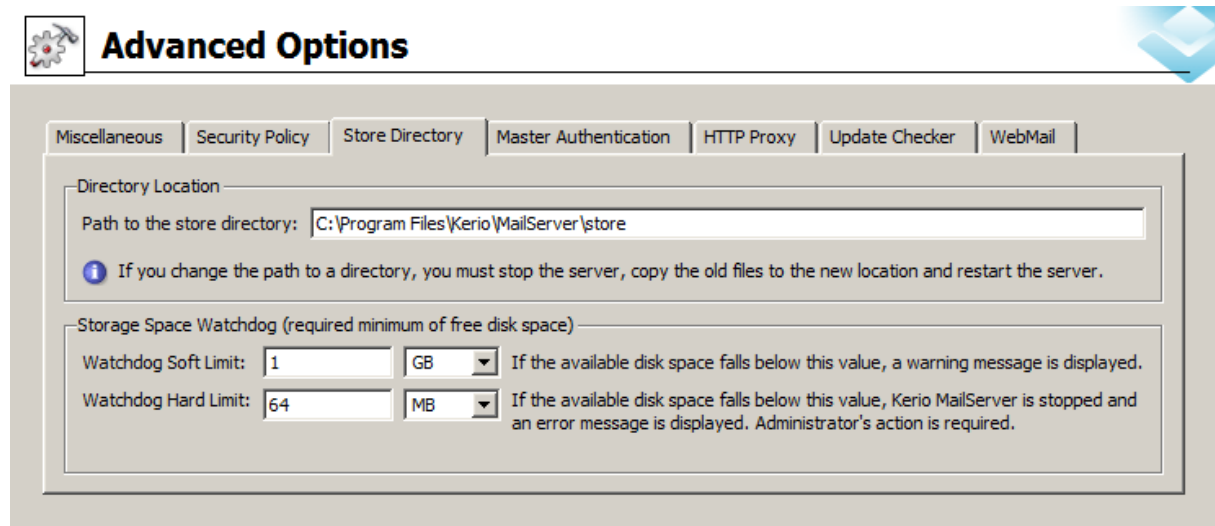 Advanced Options
Miscellaneous Security Policy Store Directory Master Authentication HTTP Proxy Update Checker WebMail
Directory Location
Path to the store directory: C:\Program Files\Kerio\MailServer\store
If you change the path to a directory, you must stop the server, copy the old files to the new location and restart the server.
Storage Space Watchdog (required minimum of free disk space)
Watchdog Soft Limit: 1 GB If the available disk space falls below this value, a warning message is displayed.
Watchdog Hard Limit: 64 MB If the available disk space falls below this value, Kerio MailServer is stopped and
an error message is displayed. Administrator's action is required.